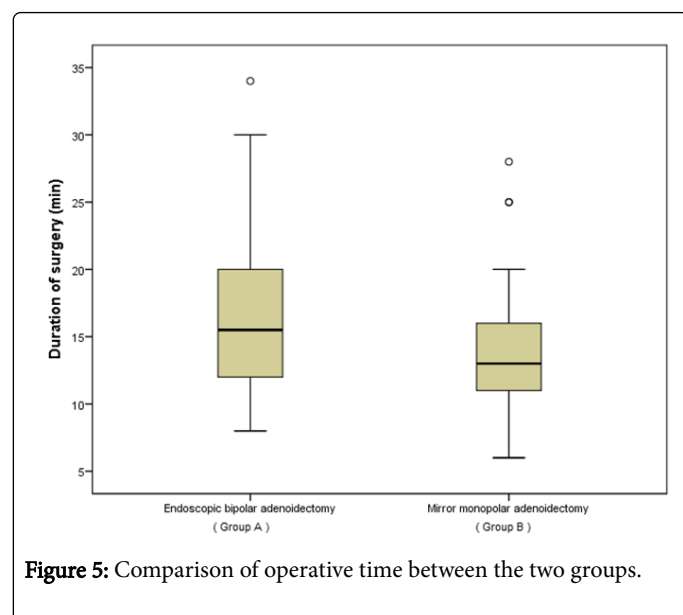 35
30
25
20
15
10
5
Duration of surgery (min)
Endoscopic bipolar adenoidectomy
( Group A )
Mirror monopolar adenoidectomy
( Group B )
Figure 5: Comparison of operative time between the two groups.